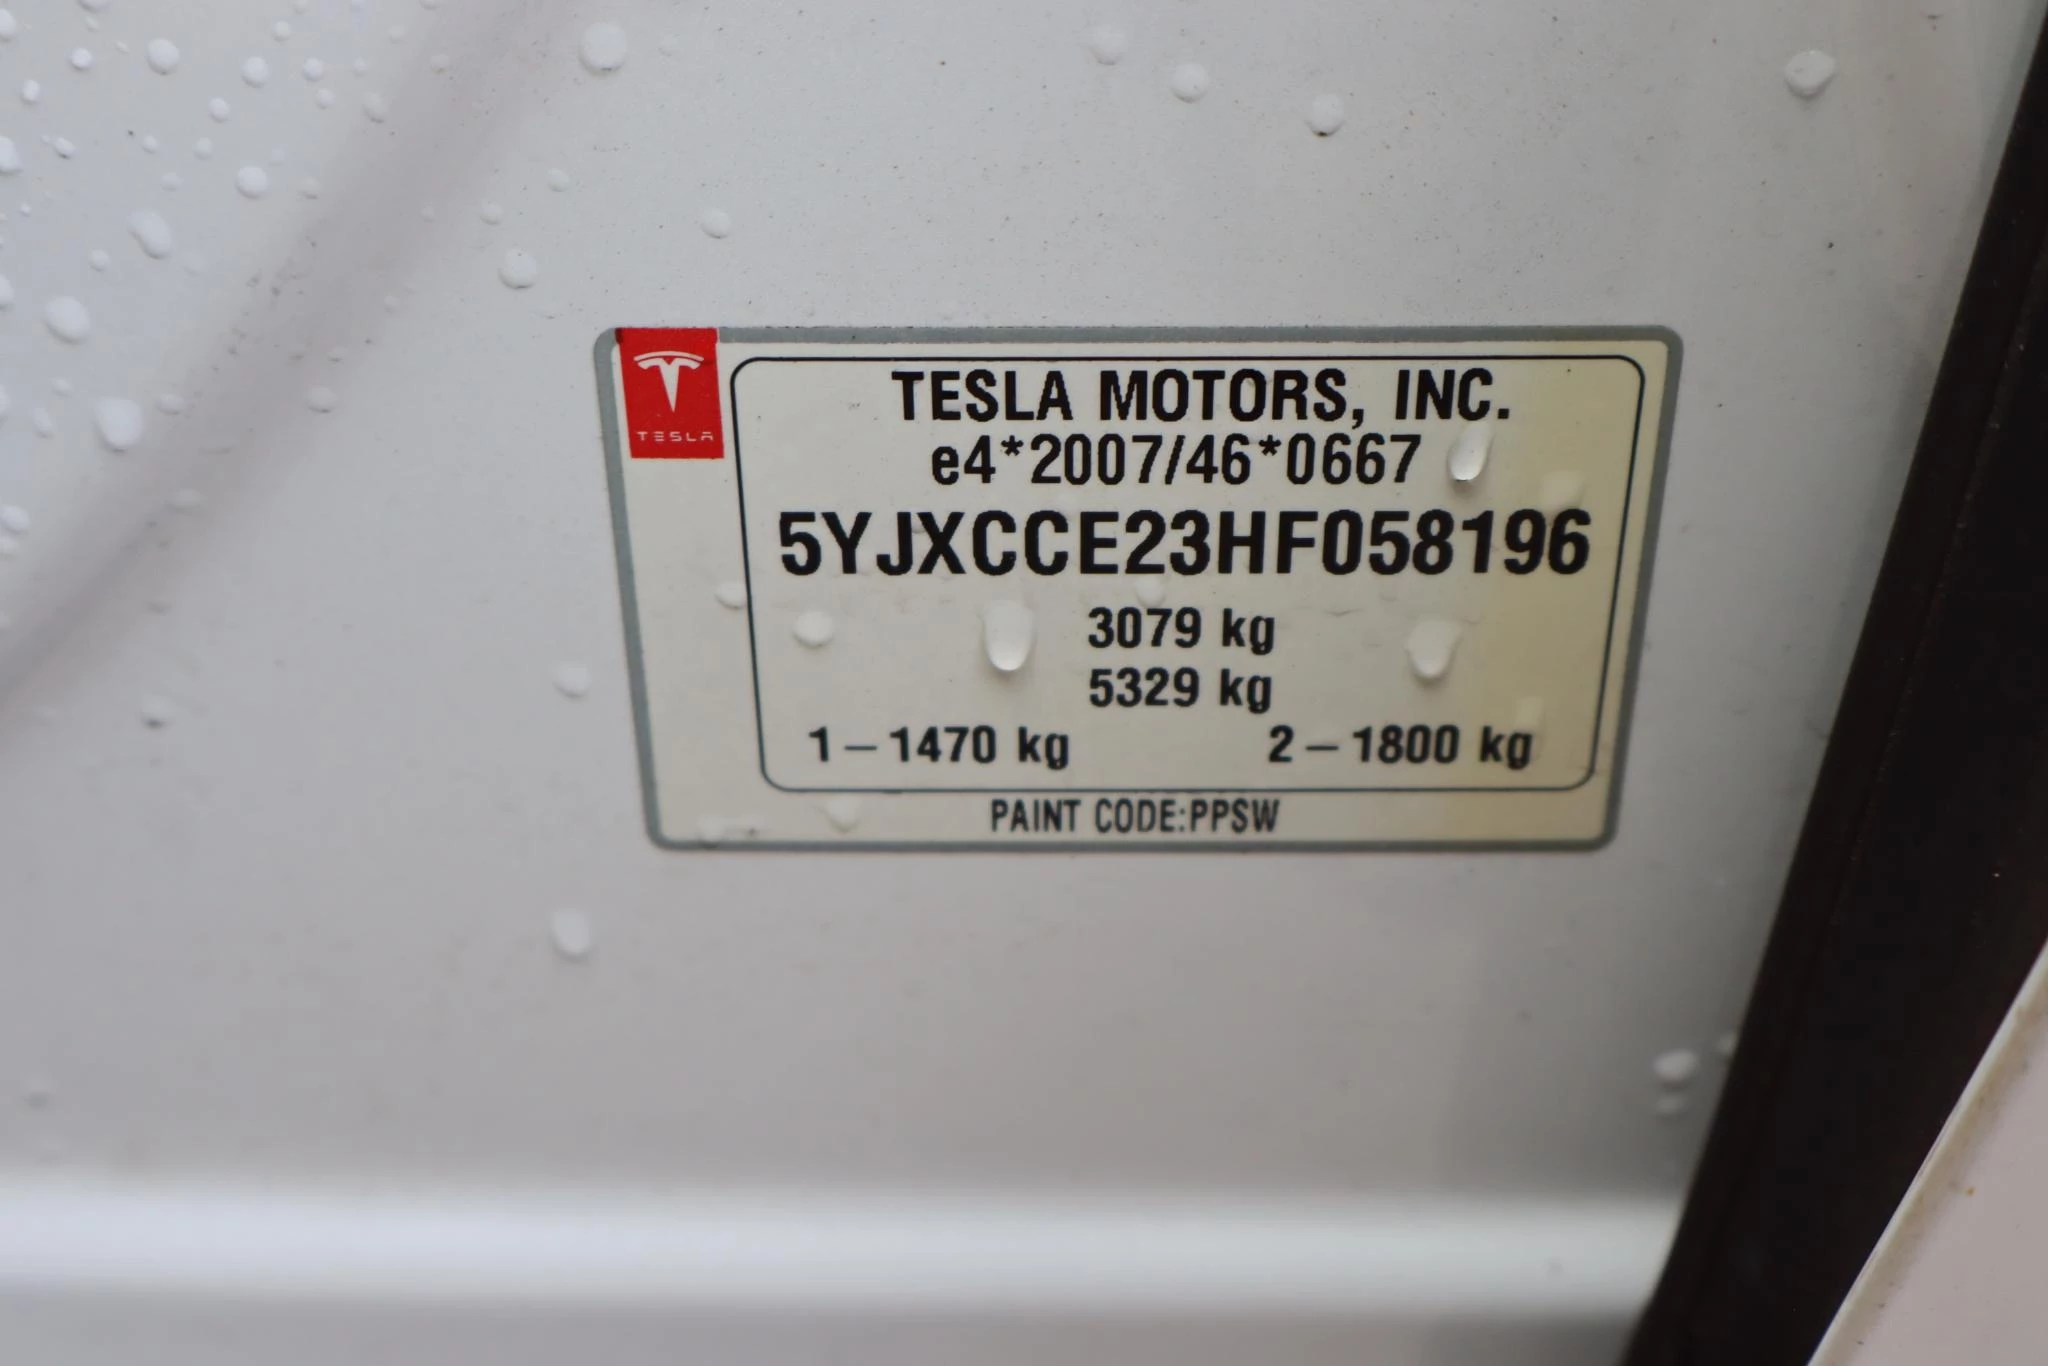 TESLA
TESLA MOTORS, INC.
e4*2007/46*0667
5YJXCCE23HF058196
3079 kg
5329 kg
1–1470 kg 2–1800 kg
PAINT CODE:PPSW